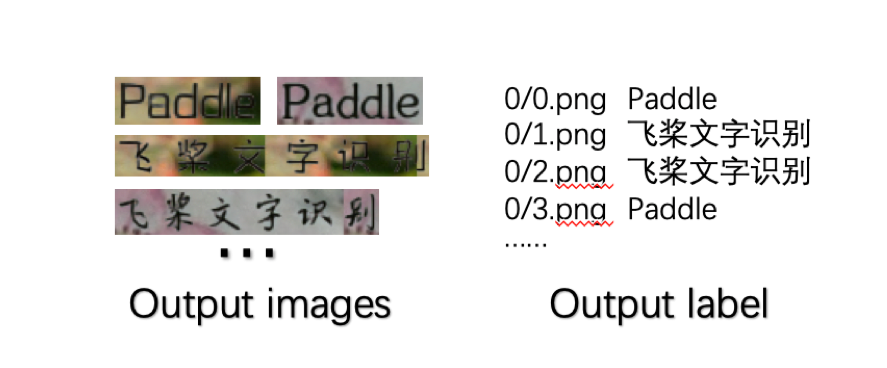 Paddle Paddle
飞桨文字识别
飞桨文字识别
...
Output images
0/0.png Paddle
0/1.png 飞桨文字识别
0/2.png 飞桨文字识别
0/3.png Paddle
......
Output label